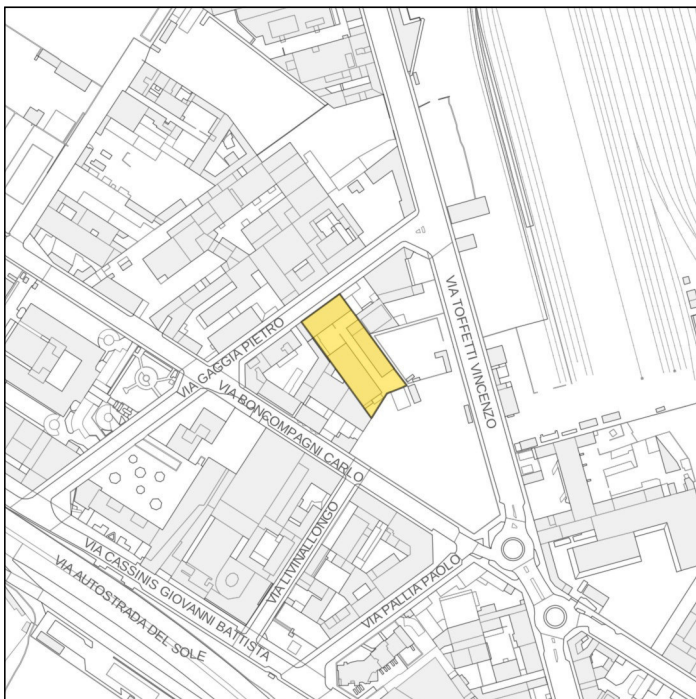 VIA GAGGIA PIETRO
VIA TOFFETTI VINCENZO
VIA BONCOMPAGNI CARLO
VIA LIVINALLONGO
VIA PALLIA PAOLO
VIA CASSINIS GIOVANNI BATTISTA
VIA AUTOSTRADA DEL SOLE